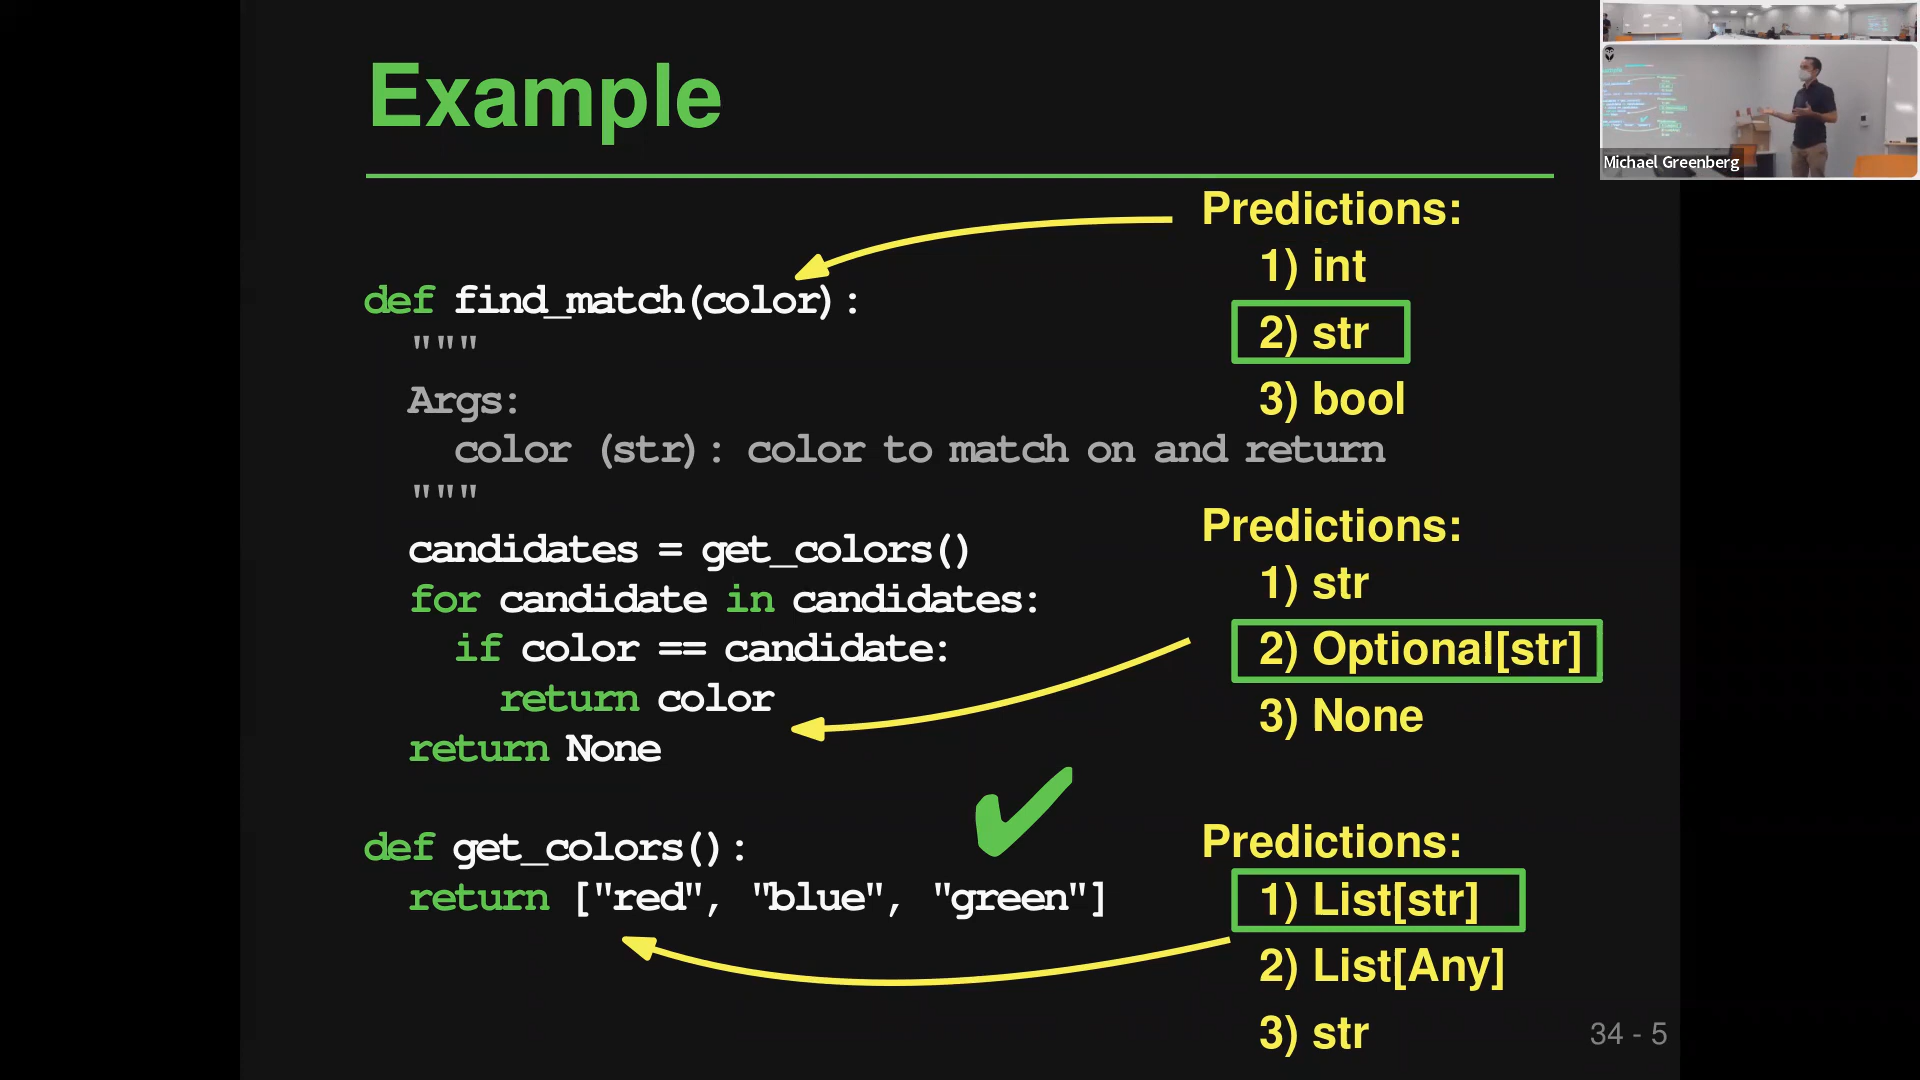 Example
Michael Greenberg
Predictions:
1) int
2) str
3) bool
def find_match(color):
"""
Args:
color (str): color to match on and return
"""
candidates = get_colors()
for candidate in candidates:
if color == candidate:
return color
return None
Predictions:
1) str
2) Optional[str]
3) None
def get_colors():
return ["red", "blue", "green"]
Predictions:
1) List[str]
2) List[Any]
3) str
34 - 5